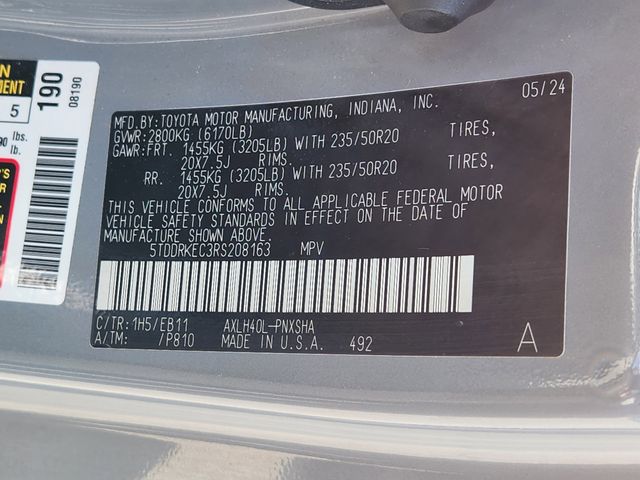 N
MENT
5
90 lbs.
R
190
08190
MFD.BY:TOYOTA MOTOR MANUFACTURING, INDIANA, INC. 05/24
GVWR:2800KG (6170LB)
GAWR:FRT. 1455KG (3205LB) WITH 235/50R20 TIRES,
20X7.5J RIMS.
RR. 1455KG (3205LB) WITH 235/50R20 TIRES,
20X7.5J RIMS.
THIS VEHICLE CONFORMS TO ALL APPLICABLE FEDERAL MOTOR
VEHICLE SAFETY STANDARDS IN EFFECT ON THE DATE OF
MANUFACTURE SHOWN ABOVE.
5TDDRKEC3RS208163 MPV
C/TR:1H5/EB11 AXLH40L-PNXSHA
A/TM: /P810 MADE IN U.S.A. 492 A